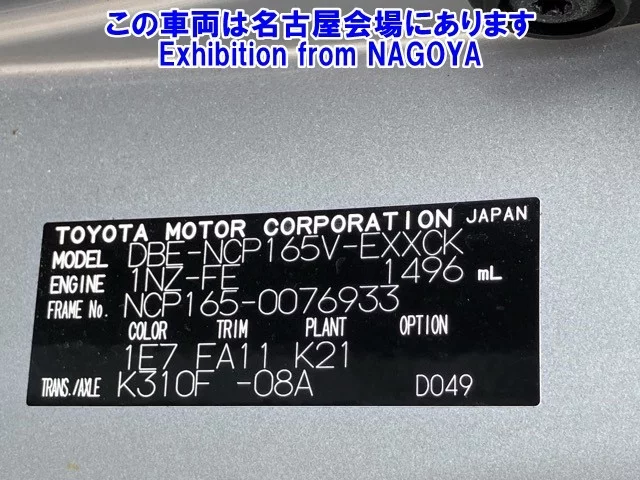 この車両は名古屋会場にあります
Exhibition from NAGOYA
TOYOTA MOTOR CORPORATION JAPAN
MODEL DBE-NCP165V-EXXCK
ENGINE 1NZ-FE 1496 mL
FRAME No. NCP165-0076933
COLOR TRIM PLANT OPTION
1E7 FA11 K21
TRANS./AXLE K310F -08A D049